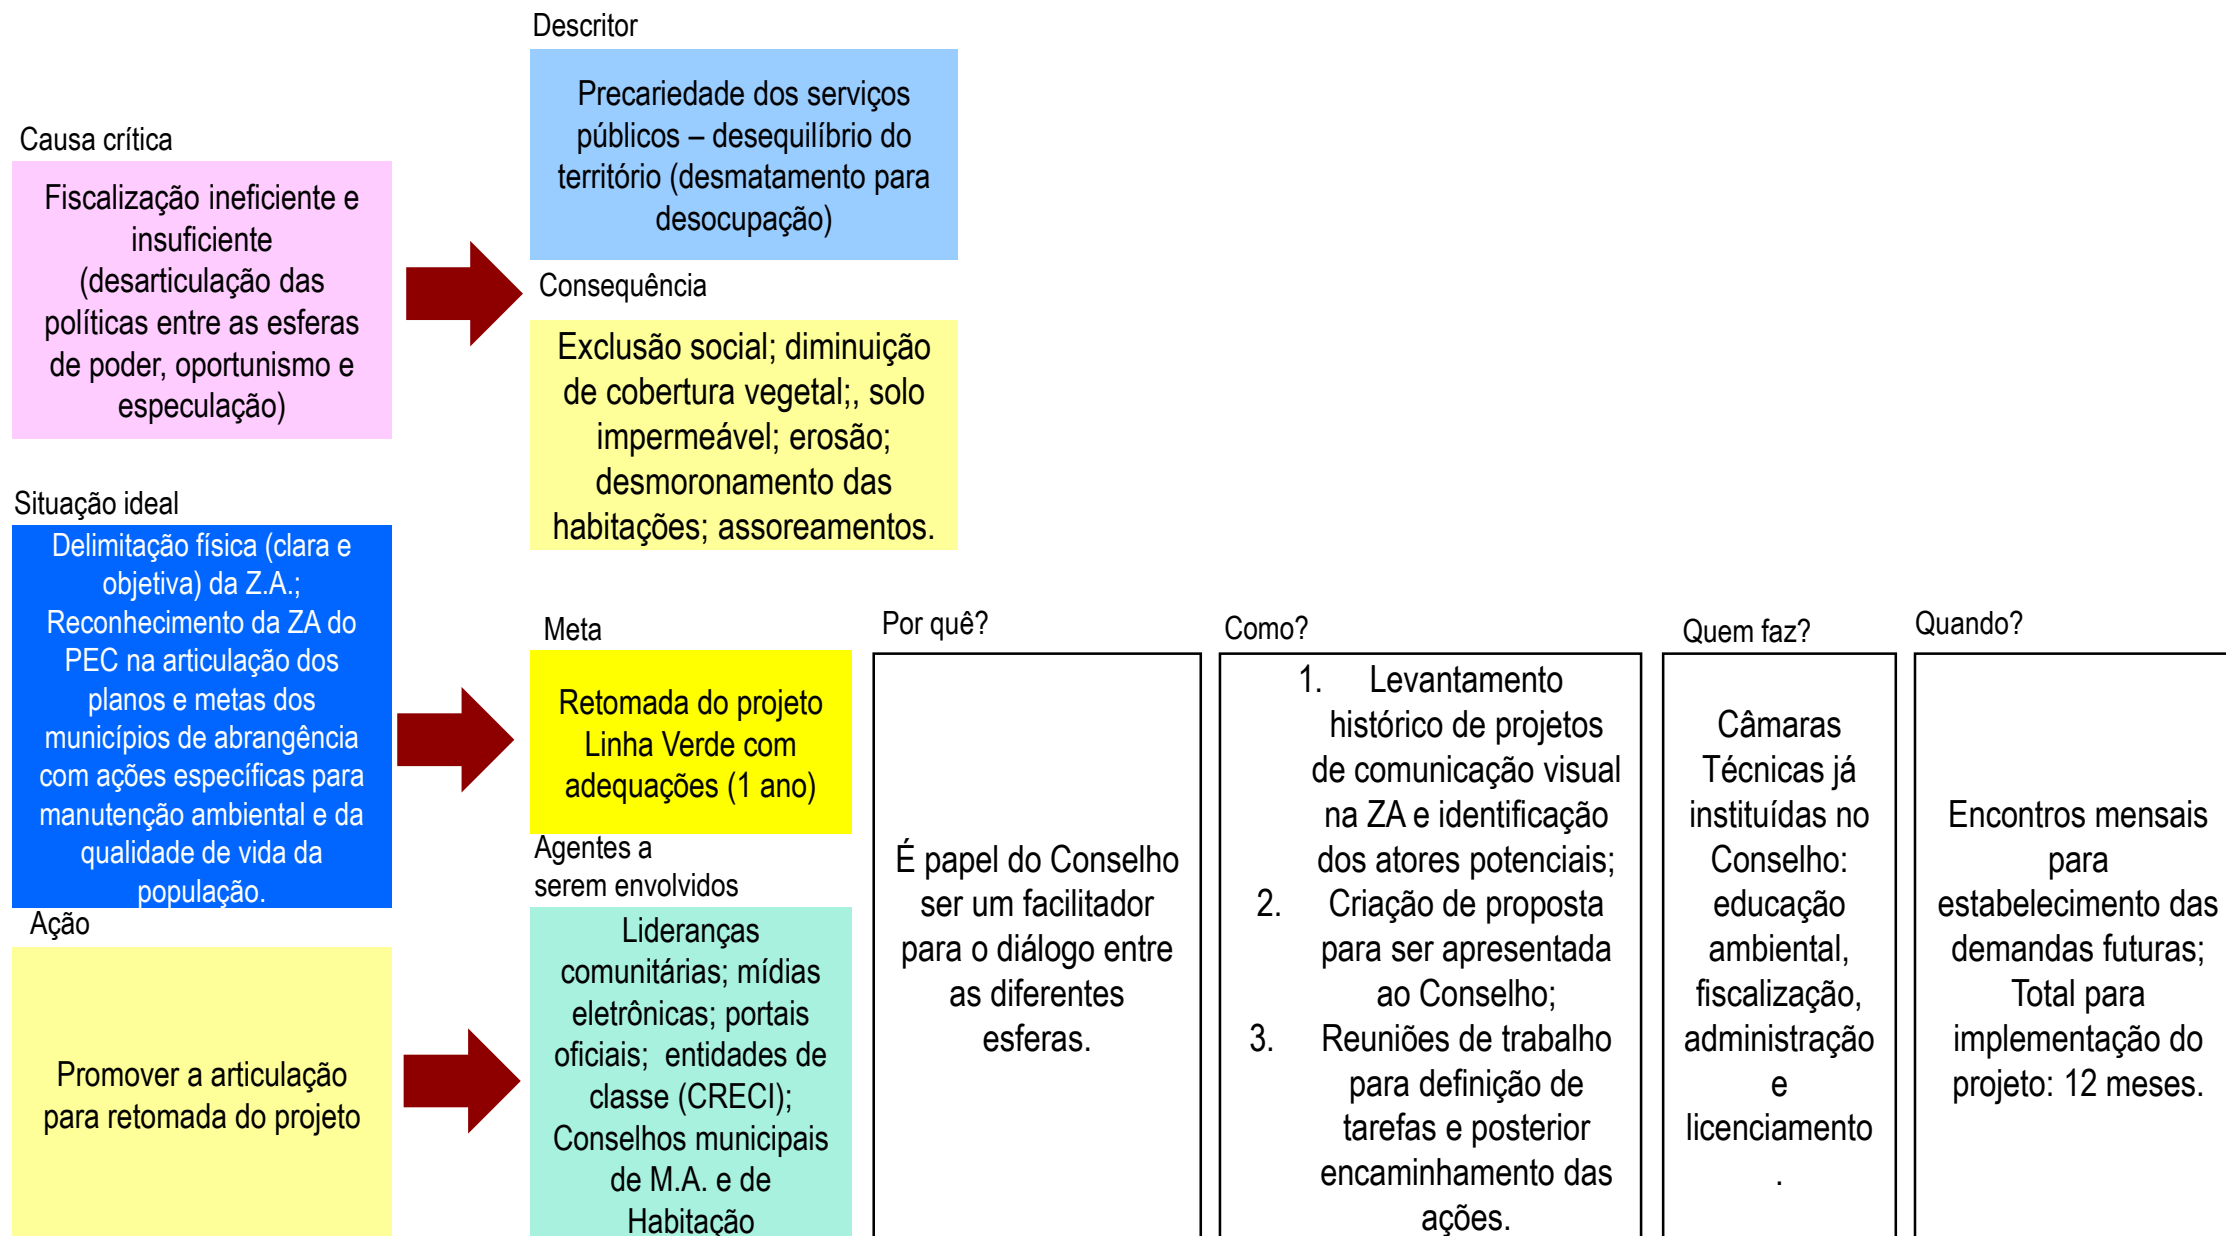 Descritor
Precariedade dos serviços
públicos – desequilíbrio do
território (desmatamento para
desocupação)
Causa crítica
Fiscalização ineficiente e
insuficiente
(desarticulação das
políticas entre as esferas
de poder, oportunismo e
especulação)
Consequência
Exclusão social; diminuição
de cobertura vegetal;, solo
impermeável; erosão;
desmoronamento das
habitações; assoreamentos.
Situação ideal
Delimitação física (clara e
objetiva) da Z.A.;
Reconhecimento da ZA do
PEC na articulação dos
planos e metas dos
municípios de abrangência
com ações específicas para
manutenção ambiental e da
qualidade de vida da
população.
Meta
Retomada do projeto
Linha Verde com
adequações (1 ano)
Ação
Promover a articulação
para retomada do projeto
Agentes a
serem envolvidos
Lideranças
comunitárias; mídias
eletrônicas; portais
oficiais;  entidades de
classe (CRECI);
Conselhos municipais
de M.A. e de
Habitação
Por quê?
É papel do Conselho
ser um facilitador
para o diálogo entre
as diferentes
esferas.
Como?
1. Levantamento
histórico de projetos
de comunicação visual
na ZA e identificação
dos atores potenciais;
2. Criação de proposta
para ser apresentada
ao Conselho;
3. Reuniões de trabalho
para definição de
tarefas e posterior
encaminhamento das
ações.
Quem faz?
Câmaras
Técnicas já
instituídas no
Conselho:
educação
ambiental,
fiscalização,
administração
e
licenciamento
.
Quando?
Encontros mensais
para
estabelecimento das
demandas futuras;
Total para
implementação do
projeto: 12 meses.